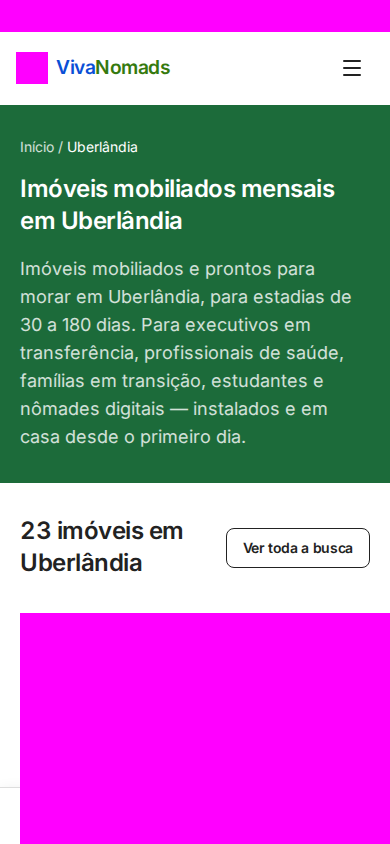 VivaNomads
Início / Uberlândia
Imóveis mobiliados mensais
em Uberlândia
Imóveis mobiliados e prontos para
morar em Uberlândia, para estadias de
30 a 180 dias. Para executivos em
transferência, profissionais de saúde,
famílias em transição, estudantes e
nômades digitais — instalados e em
casa desde o primeiro dia.
23 imóveis em
Uberlândia
Ver toda a busca